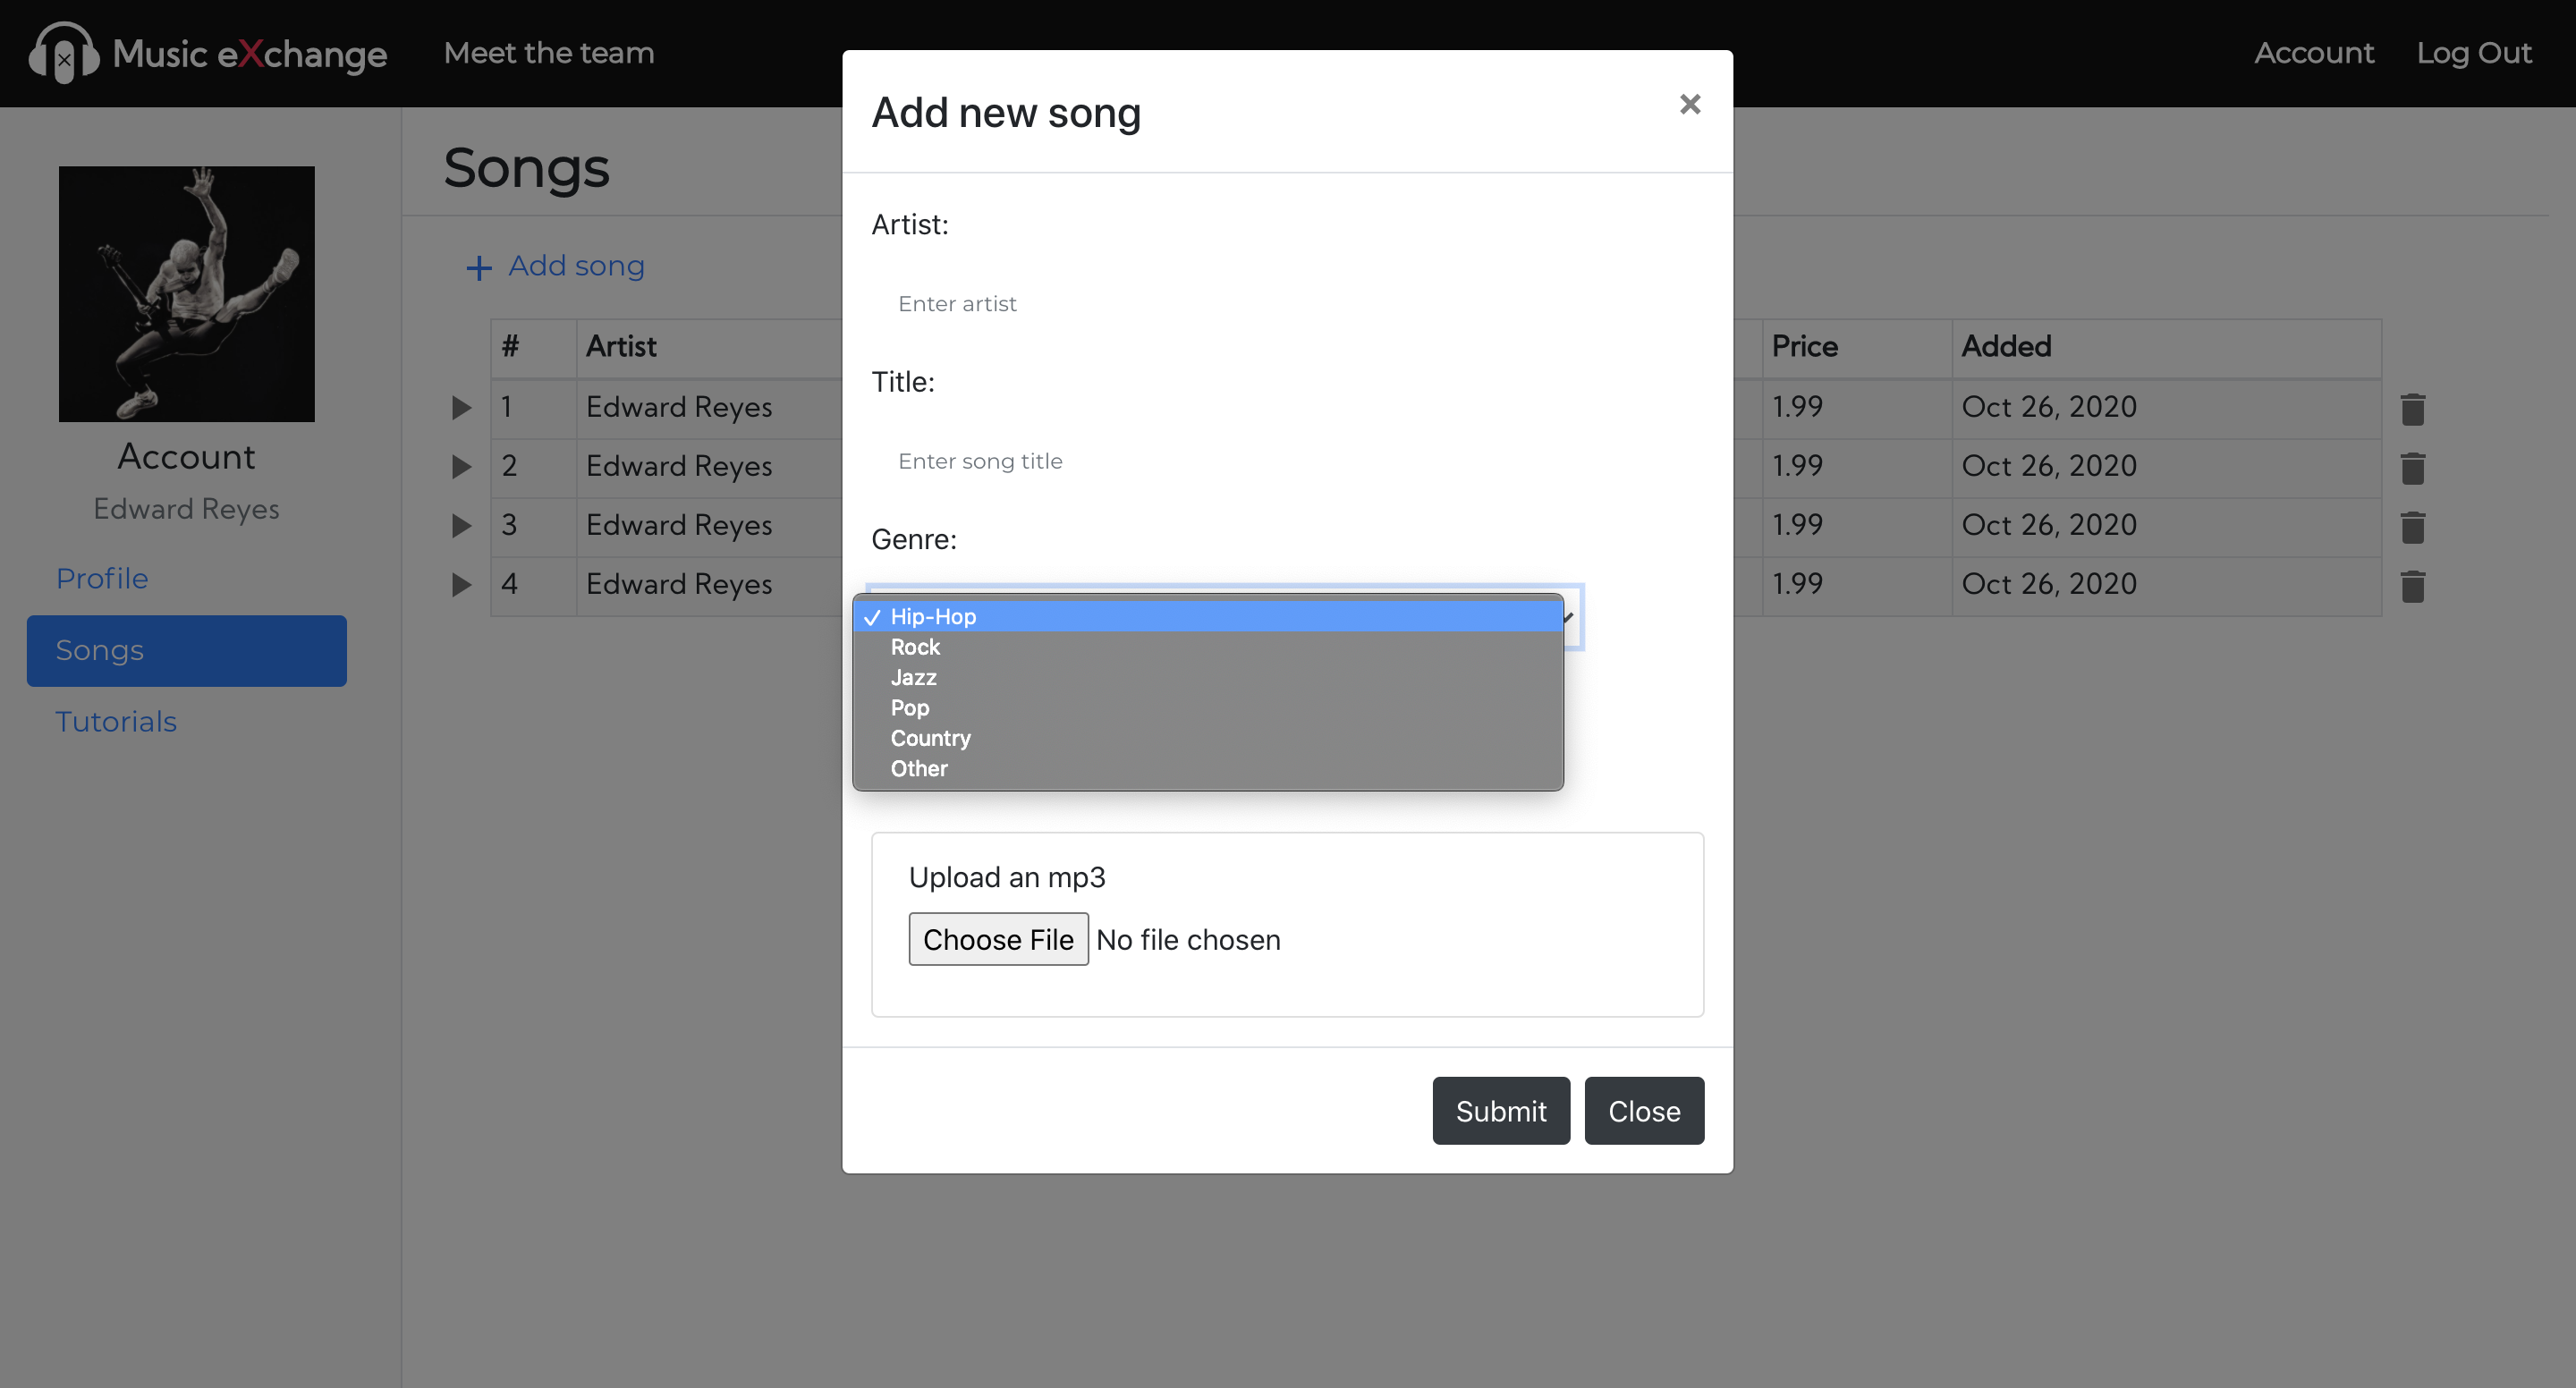 Music eXchange Meet the team Account Log Out
Add new song ×
Songs
Artist:
+ Add song
Enter artist
# Artist Price Added
Title:
1 Edward Reyes 1.99 Oct 26, 2020
Account
Enter song title
2 Edward Reyes 1.99 Oct 26, 2020
Edward Reyes
3 Edward Reyes 1.99 Oct 26, 2020
Genre:
Profile
4 Edward Reyes 1.99 Oct 26, 2020
✓ Hip-Hop
Songs
Rock
Jazz
Pop
Tutorials
Country
Other
Upload an mp3
Choose File No file chosen
Submit Close